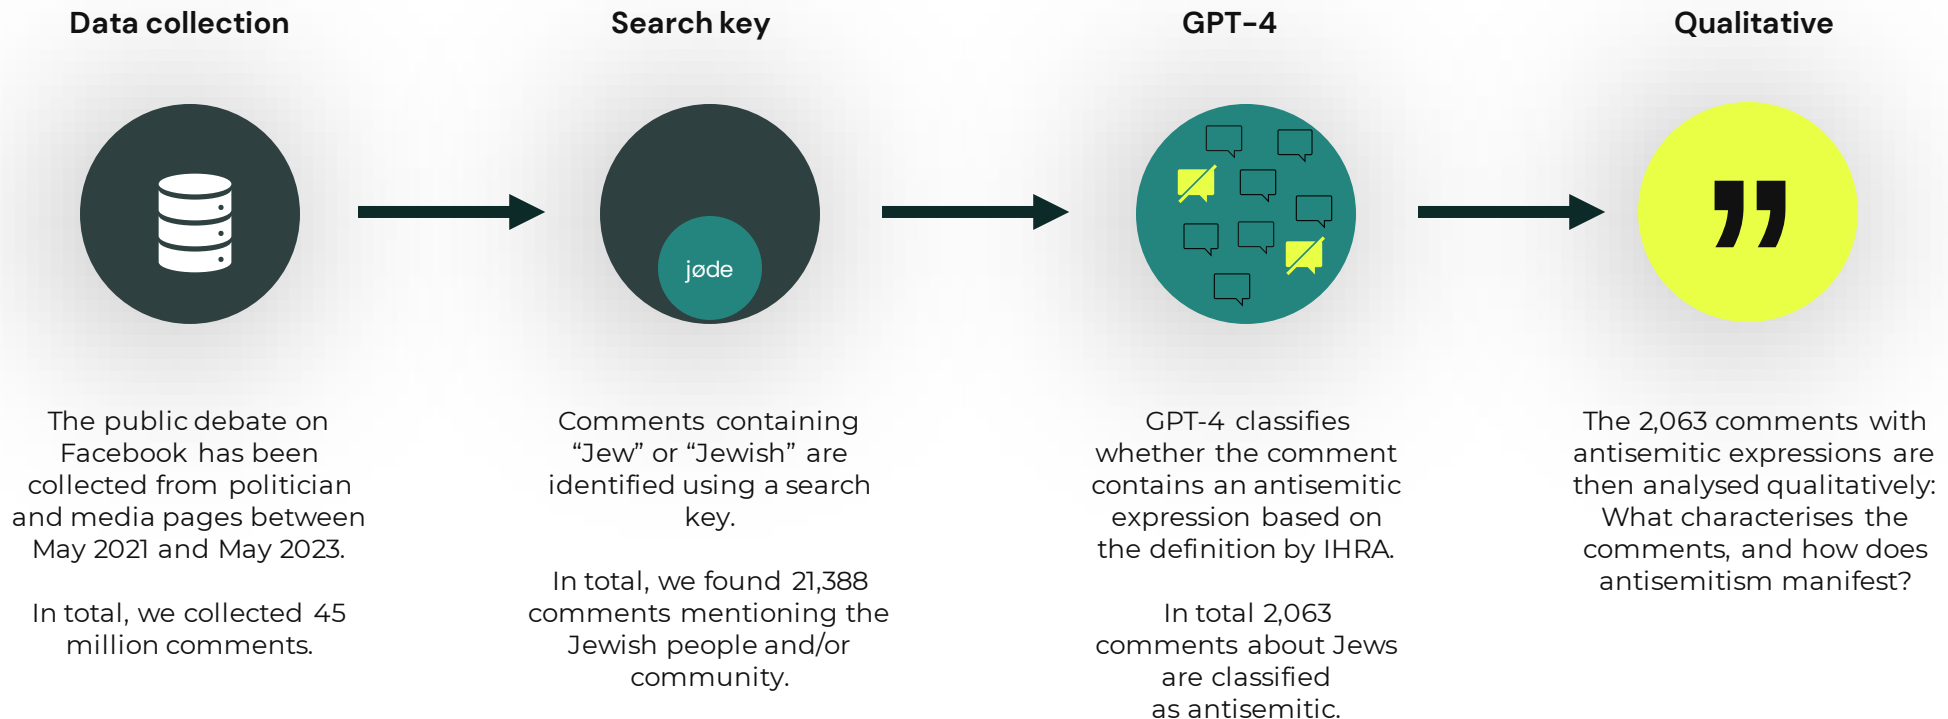 Data collection
The public debate on
Facebook has been
collected from politician
and media pages between
May 2021 and May 2023.
In total, we collected 45
million comments.
Search key
jøde
Comments containing
“Jew” or “Jewish” are
identified using a search
key.
In total, we found 21,388
comments mentioning the
Jewish people and/or
community.
GPT-4
GPT-4 classifies
whether the comment
contains an antisemitic
expression based on
the definition by IHRA.
In total 2,063
comments about Jews
are classified
as antisemitic.
Qualitative
The 2,063 comments with
antisemitic expressions are
then analysed qualitatively:
What characterises the
comments, and how does
antisemitism manifest?